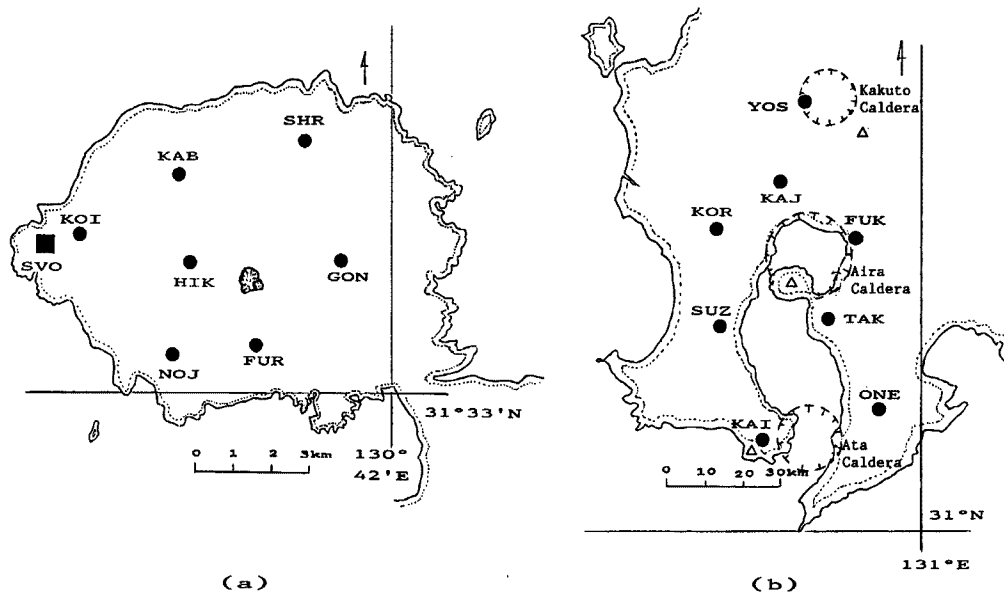 SHR
KAB
KOI
SVO
HIK
GON
NOJ
FUR
31°33'N
0 1 2 3km
130°
42'E
(a)
YOS
Kakuto
Caldera
KAJ
KOR
FUK
Aira
Caldera
SUZ
TAK
ONE
KAI
Ata
Caldera
0 10 20 30km
31°N
131°E
(b)